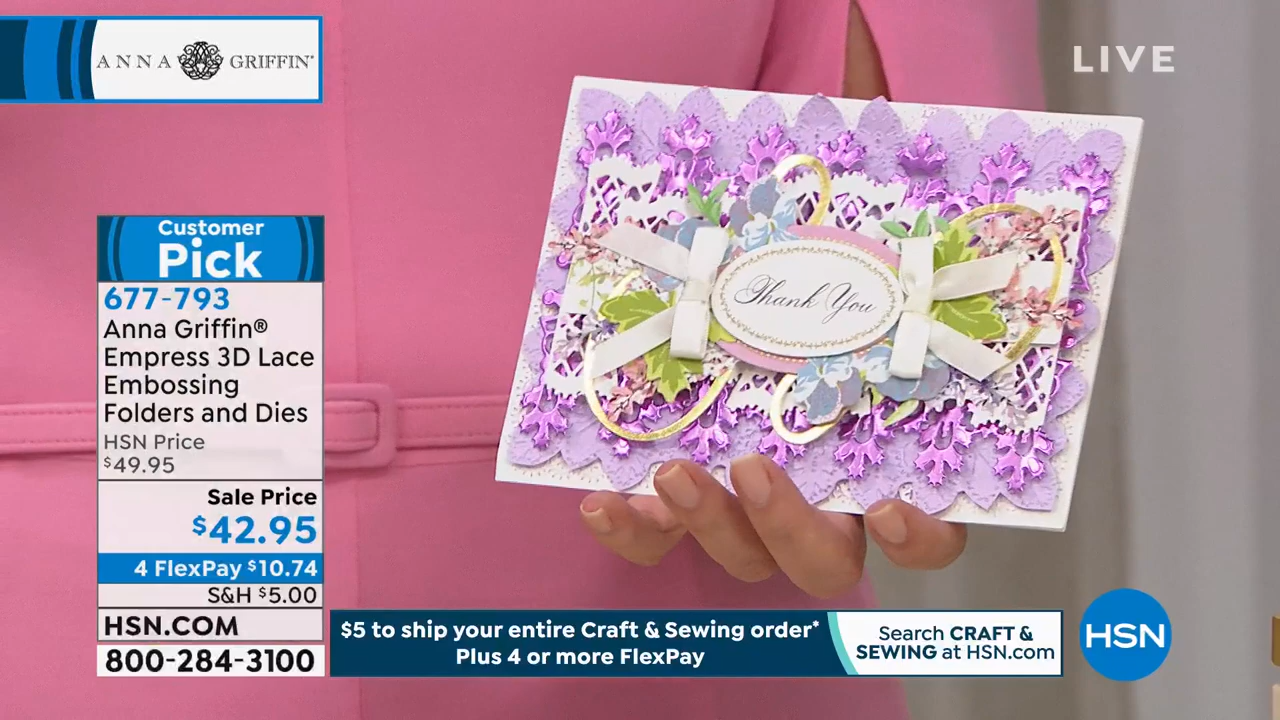 ANNA GRIFFIN®
LIVE
Customer
Pick
677-793
Anna Griffin®
Empress 3D Lace
Embossing
Folders and Dies
HSN Price
$49.95
Sale Price
$42.95
4 FlexPay $10.74
S&H $5.00
HSN.COM
800-284-3100
Thank You
$5 to ship your entire Craft & Sewing order*
Plus 4 or more FlexPay
Search CRAFT &
SEWING at HSN.com
HSN